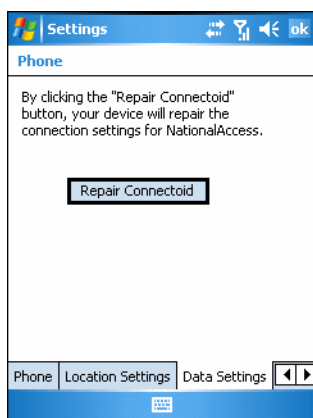 Settings
ok
Phone
By clicking the "Repair Connectoid"
button, your device will repair the
connection settings for NationalAccess.
Repair Connectoid
Phone Location Settings Data Settings